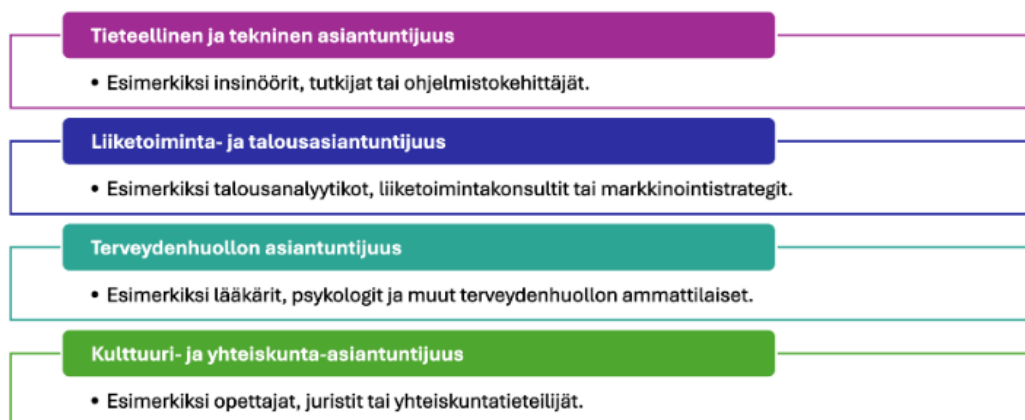 Tieteellinen ja tekninen asiantuntijuus
• Esimerkiksi insinöörit, tutkijat tai ohjelmistokehittäjät.
Liiketoiminta- ja talousasiantuntijuus
• Esimerkiksi talousanalyytikot, liiketoimintakonsultit tai markkinointistrategit.
Terveydenhuollon asiantuntijuus
• Esimerkiksi lääkärit, psykologit ja muut terveydenhuollon ammattilaiset.
Kulttuuri- ja yhteiskunta-asiantuntijuus
• Esimerkiksi opettajat, juristit tai yhteiskuntatieteilijät.